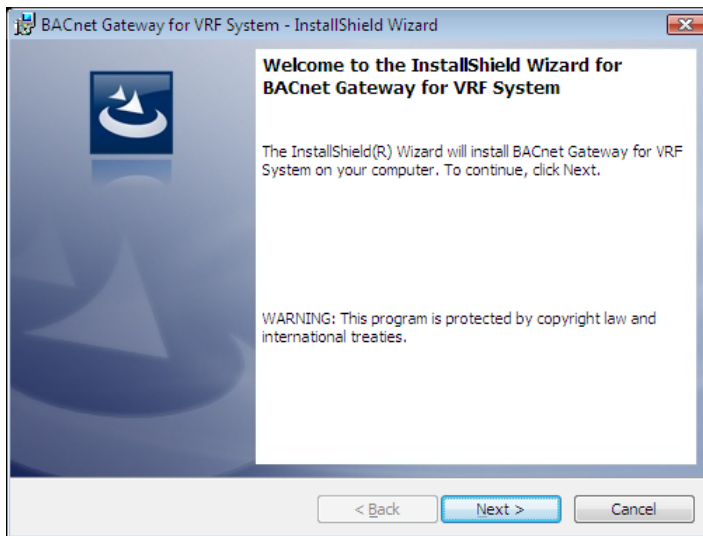 BACnet Gateway for VRF System - InstallShield Wizard
Welcome to the InstallShield Wizard for
BACnet Gateway for VRF System
The InstallShield(R) Wizard will install BACnet Gateway for VRF
System on your computer. To continue, click Next.
WARNING: This program is protected by copyright law and
international treaties.
< Back
Next >
Cancel